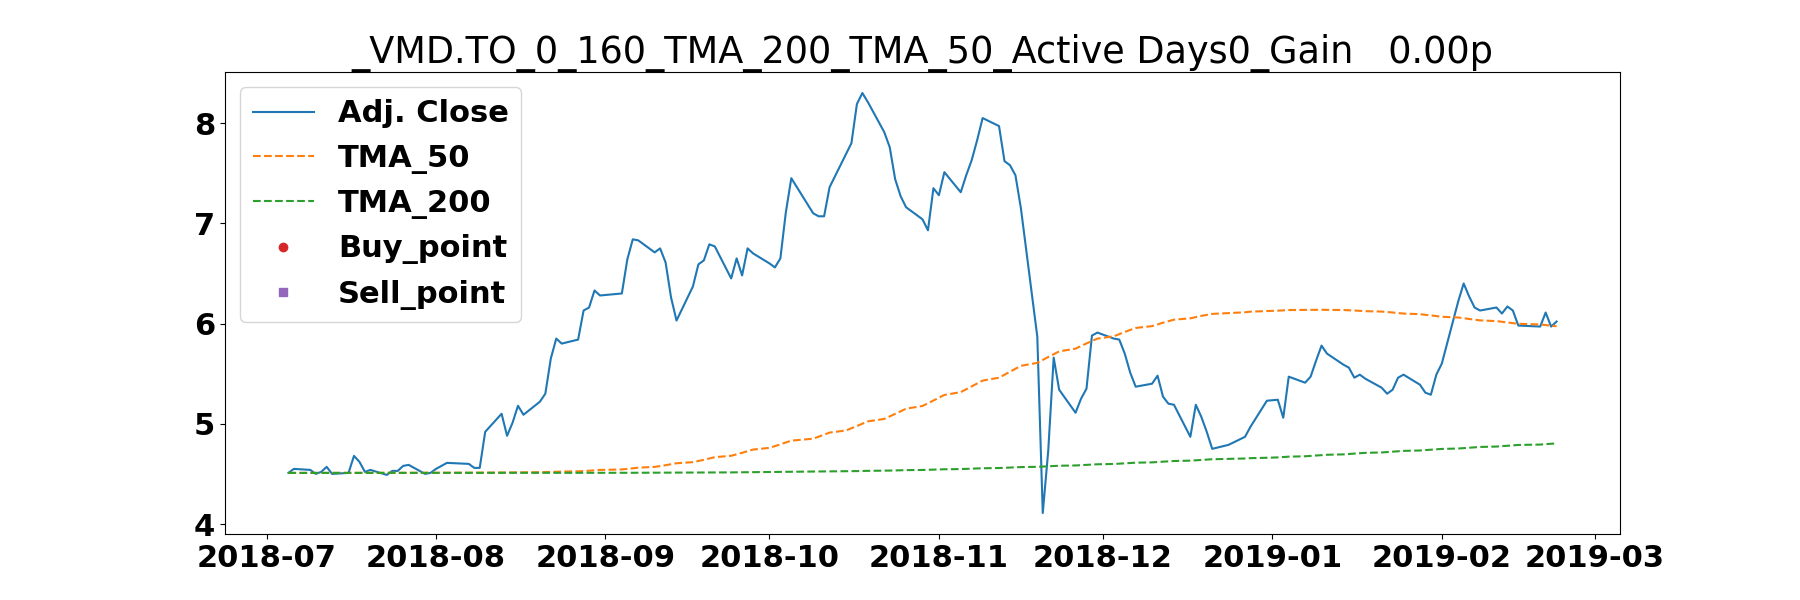 _VMD.TO_0_160_TMA_200_TMA_50_Active Days0_Gain   0.00p
Adj. Close
TMA_50
TMA_200
Buy_point
Sell_point
8
7
6
5
4
2018-07 2018-08 2018-09 2018-10 2018-11 2018-12 2019-01 2019-02 2019-03